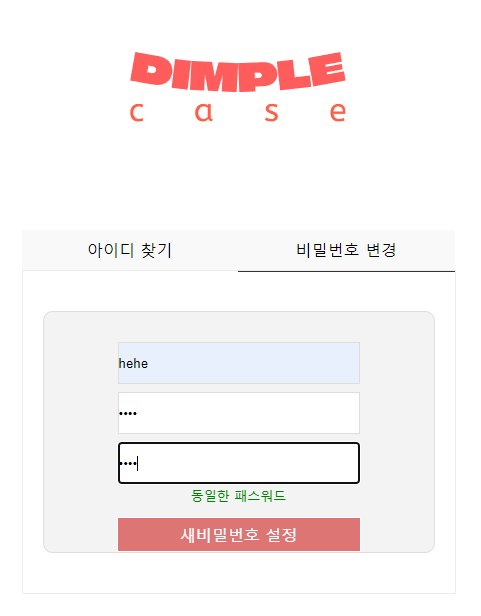 DIMPLE
case
아이디 찾기
비밀번호 변경
hehe
••••
••••
동일한 패스워드
새비밀번호 설정